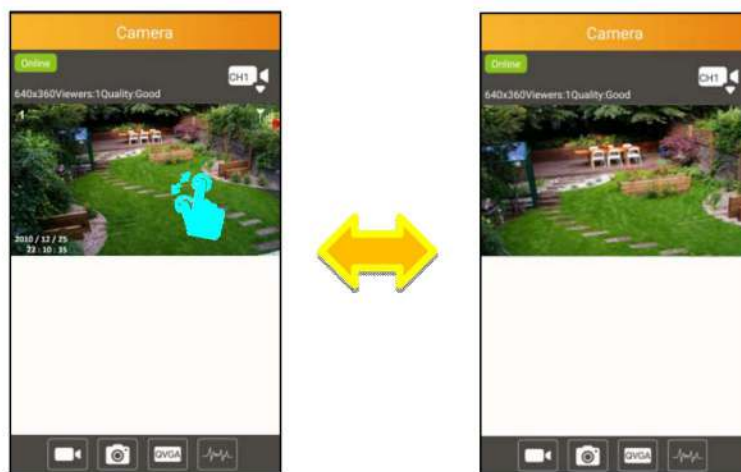 Camera
Online
CH1
640x360Viewers:1Quality:Good
2010 / 12 / 25
22 : 10 : 35
QVGA
Camera
Online
CH1
640x360Viewers:1Quality:Good
QVGA